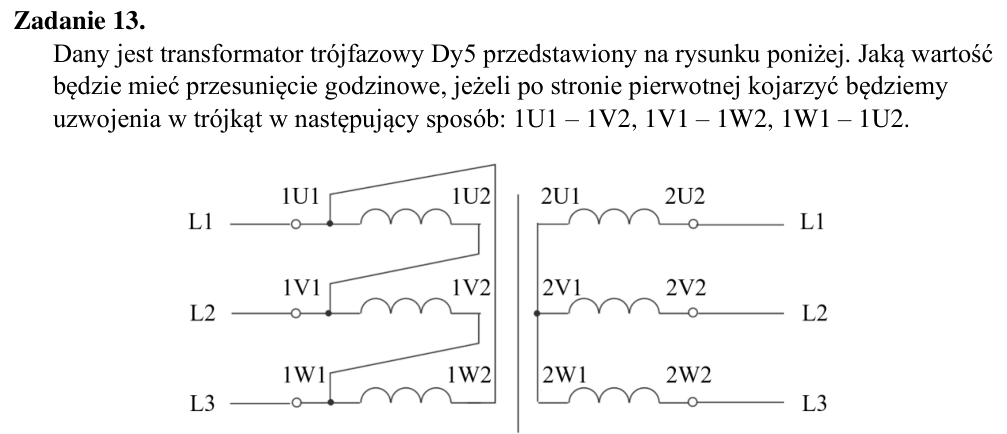 Zadanie 13.
Dany jest transformator trójfazowy Dy5 przedstawiony na rysunku poniżej. Jaką wartość
będzie mieć przesunięcie godzinowe, jeżeli po stronie pierwotnej kojarzyć będziemy
uzwojenia w trójkąt w następujący sposób: 1U1 – 1V2, 1V1 – 1W2, 1W1 – 1U2.
1U1 1U2 2U1 2U2
L1 L1
1V1 1V2 2V1 2V2
L2 L2
1W1 1W2 2W1 2W2
L3 L3